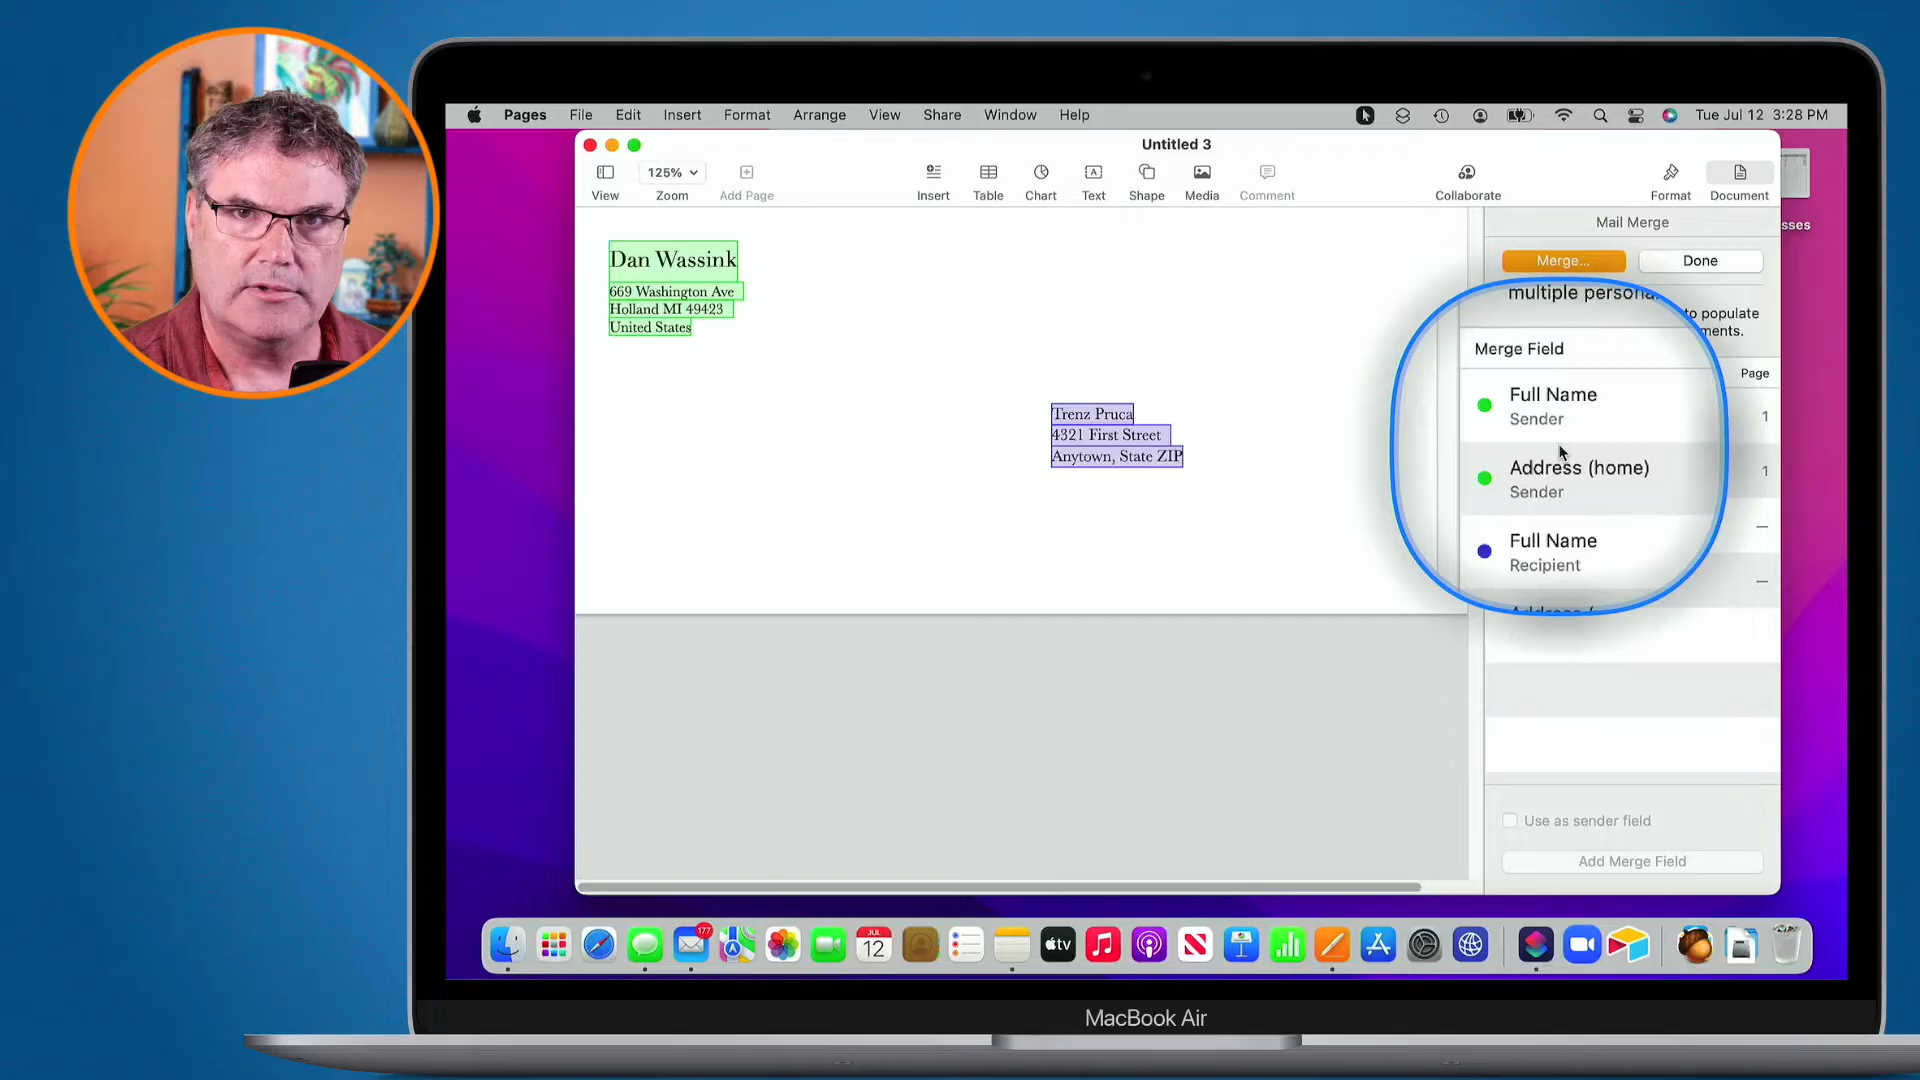 Pages File Edit Insert Format Arrange View Share Window Help Tue Jul 12 3:28 PM
Untitled 3
125%
View Zoom Add Page Insert Table Chart Text Shape Media Comment Collaborate Format Document
Mail Merge
Merge... Done
multiple persona
to populate
Merge Field
Page
Full Name
Sender
1
Address (home)
Sender
1
Full Name
Recipient
Use as sender field
Add Merge Field
Dan Wassink
669 Washington Ave
Holland MI 49423
United States
Trenz Pruca
4321 First Street
Anytown, State ZIP
177
JUL
12
tv
MacBook Air